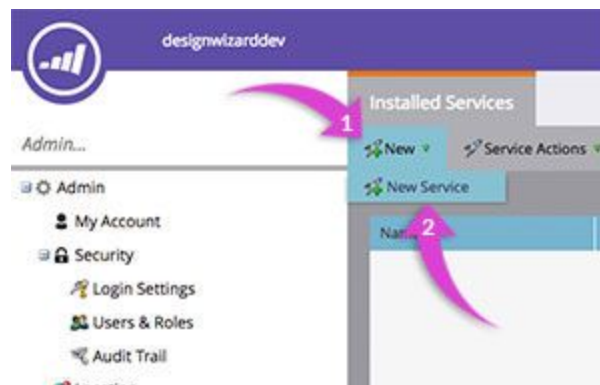 designwizarddev
Installed Services
1
Admin...
New
Service Actions
Admin
New Service
My Account
2
Security
Login Settings
Users & Roles
Audit Trail